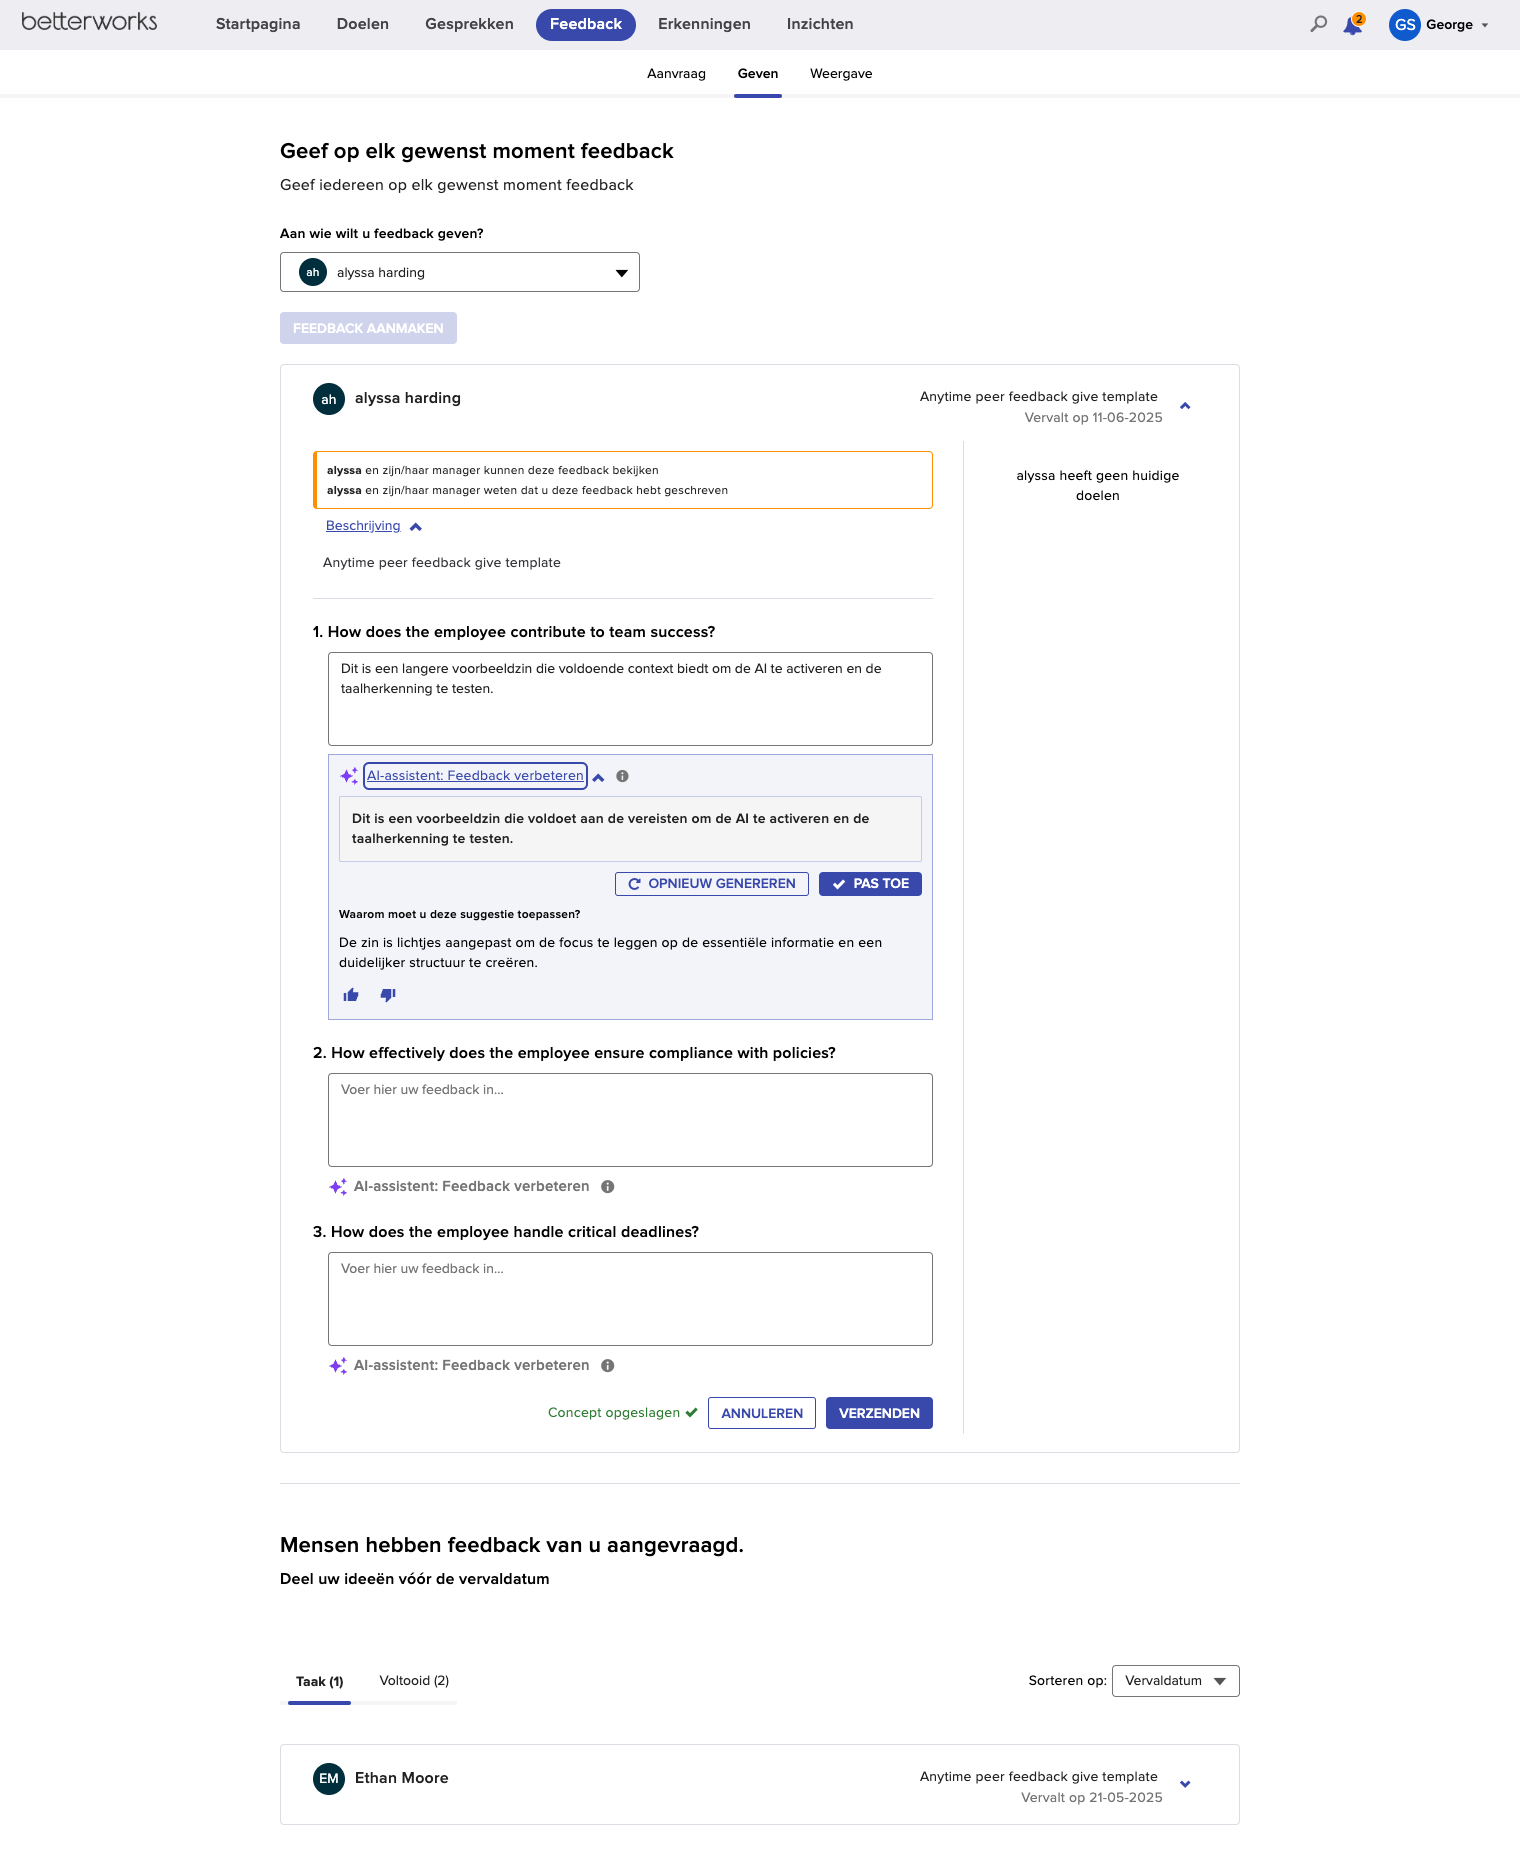 betterworks
Startpagina
Doelen
Gesprekken
Feedback
Erkenningen
Inzichten
2
GS
George
Aanvraag
Geven
Weergave
Geef op elk gewenst moment feedback
Geef iedereen op elk gewenst moment feedback
Aan wie wilt u feedback geven?
ah alyssa harding
FEEDBACK AANMAKEN
ah alyssa harding
Anytime peer feedback give template
Vervalt op 11-06-2025
alyssa en zijn/haar manager kunnen deze feedback bekijken
alyssa en zijn/haar manager weten dat u deze feedback hebt geschreven
Beschrijving
Anytime peer feedback give template
alyssa heeft geen huidige
doelen
1. How does the employee contribute to team success?
Dit is een langere voorbeeldzin die voldoende context biedt om de AI te activeren en de
taalherkenning te testen.
AI-assistent: Feedback verbeteren
Dit is een voorbeeldzin die voldoet aan de vereisten om de AI te activeren en de
taalherkenning te testen.
OPNIEUW GENEREREN
PAS TOE
Waarom moet u deze suggestie toepassen?
De zin is lichtjes aangepast om de focus te leggen op de essentiële informatie en een
duidelijker structuur te creëren.
2. How effectively does the employee ensure compliance with policies?
Voer hier uw feedback in...
AI-assistent: Feedback verbeteren
3. How does the employee handle critical deadlines?
Voer hier uw feedback in...
AI-assistent: Feedback verbeteren
Concept opgeslagen
ANNULEREN
VERZENDEN
Mensen hebben feedback van u aangevraagd.
Deel uw ideeën vóór de vervaldatum
Taak (1)
Voltooid (2)
Sorteren op:
Vervaldatum
EM Ethan Moore
Anytime peer feedback give template
Vervalt op 21-05-2025